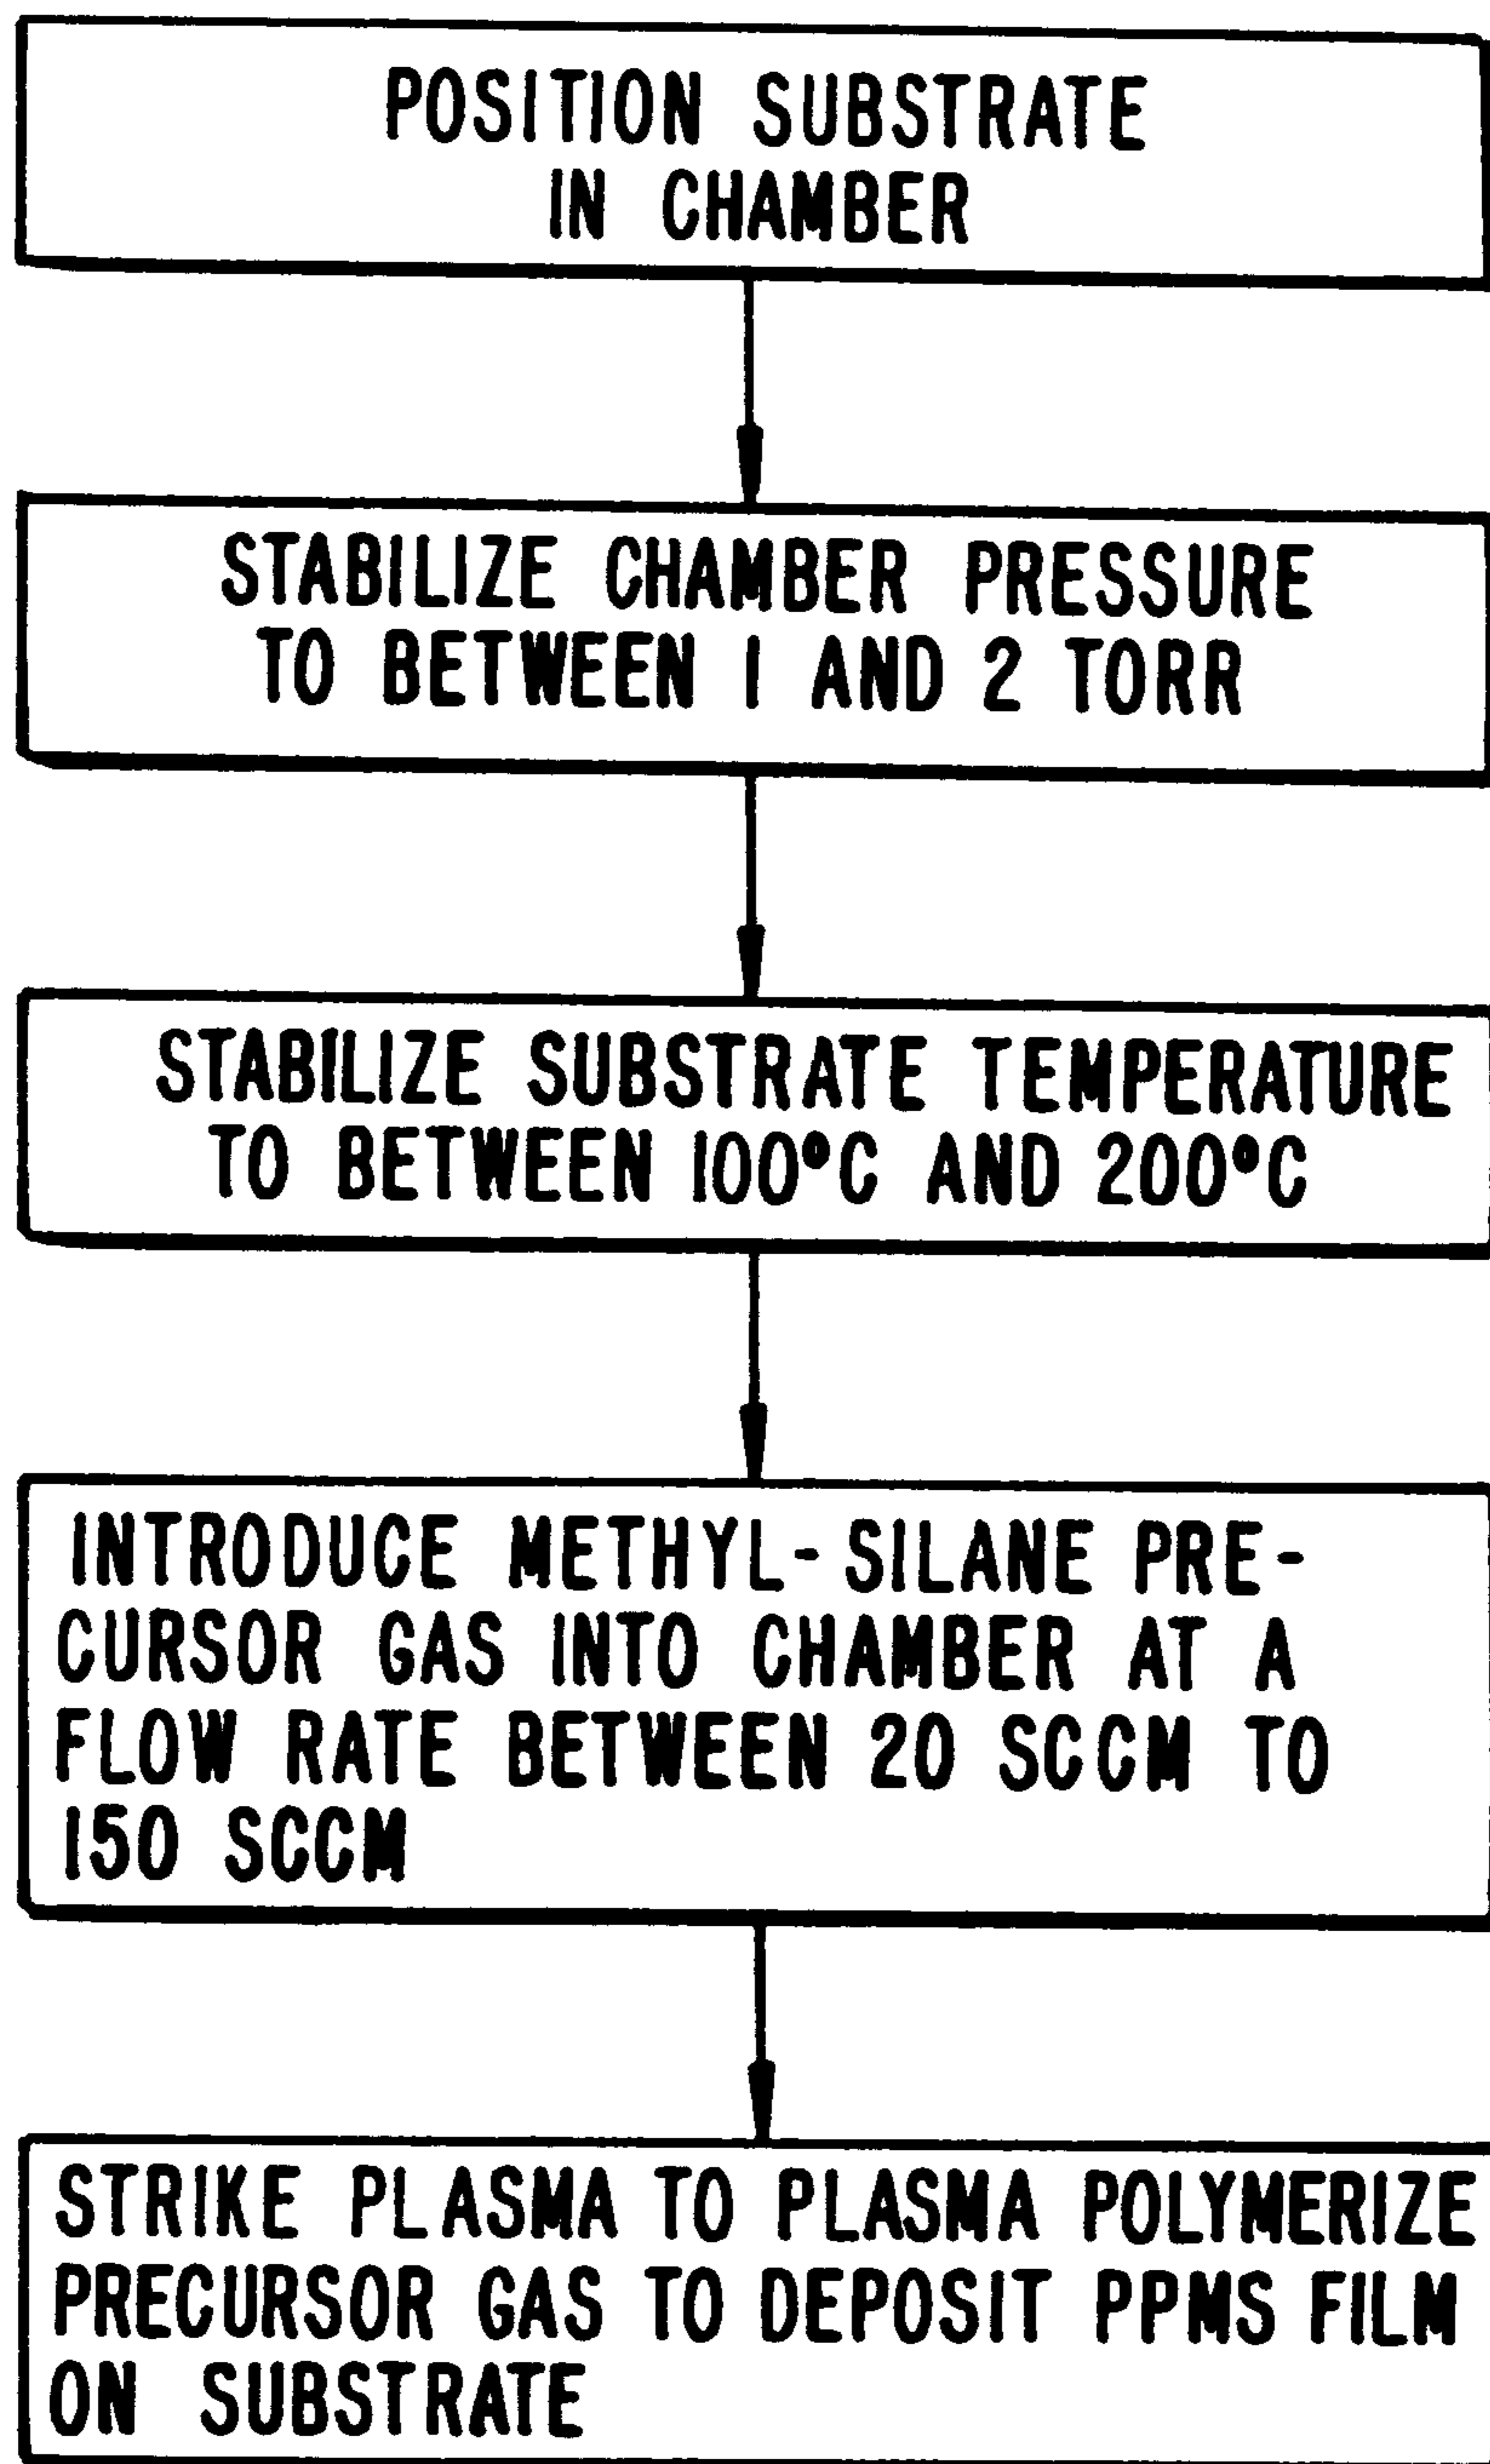 POSITION SUBSTRATE
IN CHAMBER
STABILIZE CHAMBER PRESSURE
TO BETWEEN 1 AND 2 TORR
STABILIZE SUBSTRATE TEMPERATURE
TO BETWEEN 100°C AND 200°C
INTRODUCE METHYL-SILANE PRE-
CURSOR GAS INTO CHAMBER AT A
FLOW RATE BETWEEN 20 SCCM TO
150 SCCM
STRIKE PLASMA TO PLASMA POLYMERIZE
PRECURSOR GAS TO DEPOSIT PPMS FILM
ON SUBSTRATE